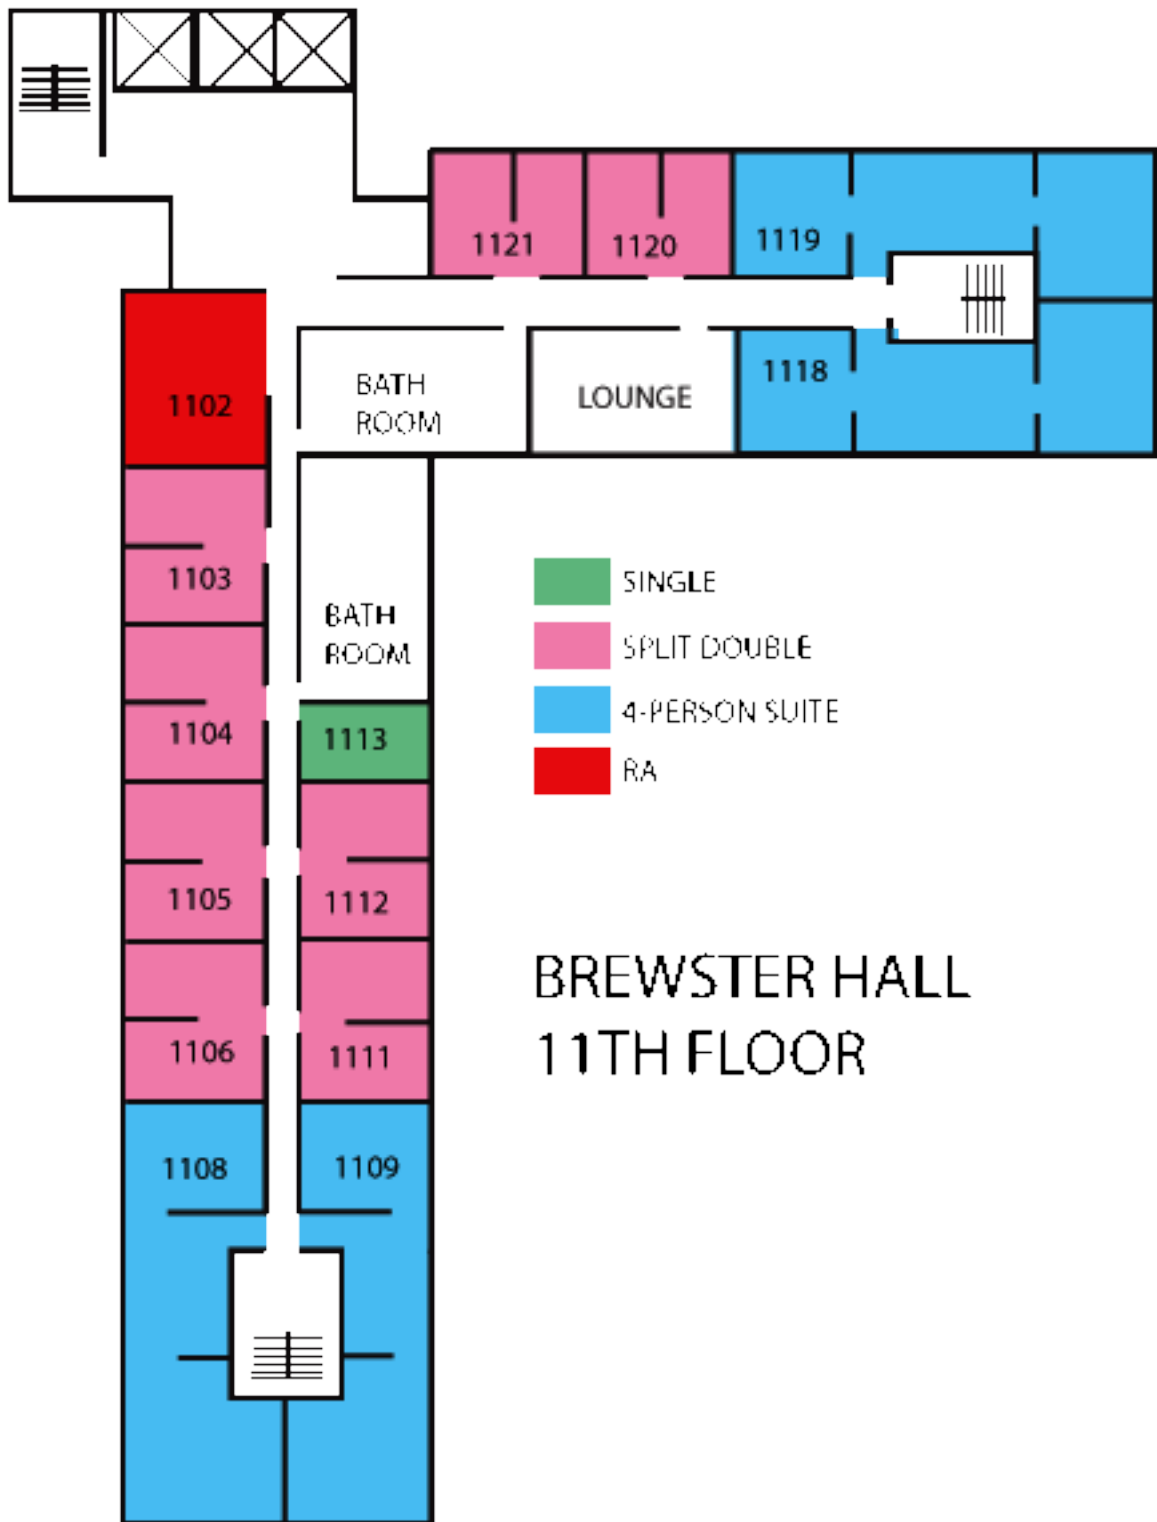 1121
1120
1119
1102
BATH
ROOM
LOUNGE
1118
1103
BATH
ROOM
1104
1113
1105
1112
1106
1111
1108
1109
SINGLE
SPLIT DOUBLE
4-PERSON SUITE
RA
BREWSTER HALL
11TH FLOOR